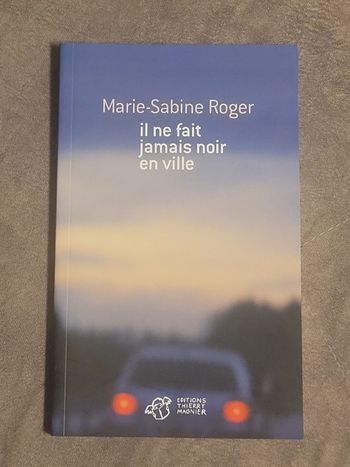 Marie-Sabine Roger
il ne fait
jamais noir
en ville
EDITIONS
THIERRY
MAGNIER